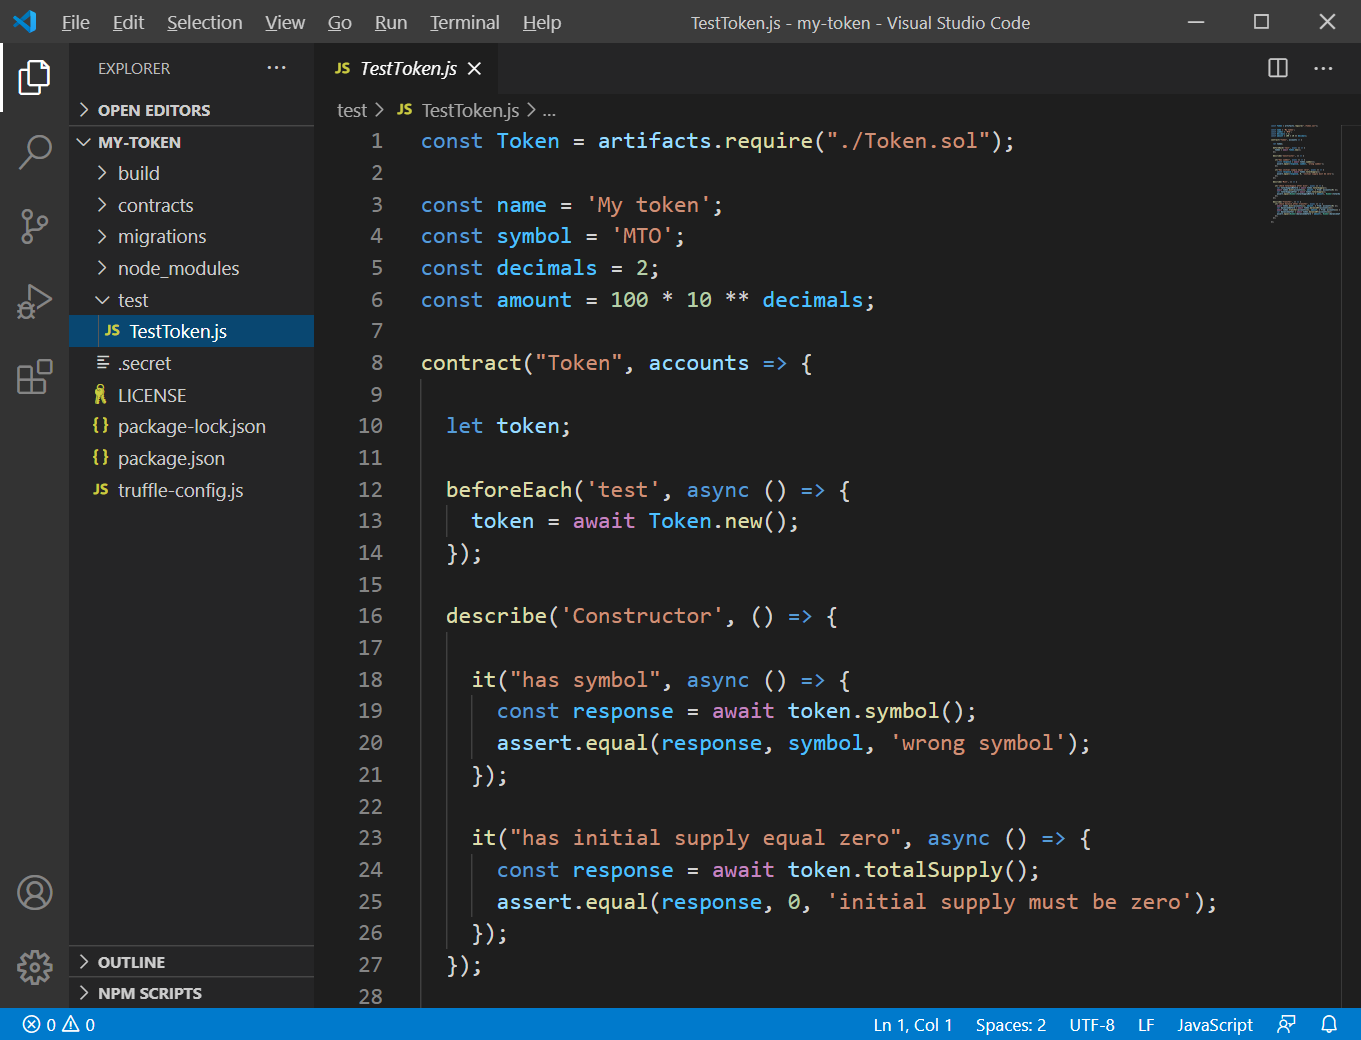 File Edit Selection View Go Run Terminal Help TestToken.js - my-token - Visual Studio Code
EXPLORER
OPEN EDITORS
MY-TOKEN
build
contracts
migrations
node_modules
test
JS TestToken.js
.secret
LICENSE
{} package-lock.json
{} package.json
JS truffle-config.js
OUTLINE
NPM SCRIPTS
JS TestToken.js
test > JS TestToken.js > ...
1 const Token = artifacts.require("./Token.sol");
2
3 const name = 'My token';
4 const symbol = 'MTO';
5 const decimals = 2;
6 const amount = 100 * 10 ** decimals;
7
8 contract("Token", accounts => {
9
10 let token;
11
12 beforeEach('test', async () => {
13 token = await Token.new();
14 });
15
16 describe('Constructor', () => {
17
18 it("has symbol", async () => {
19 const response = await token.symbol();
20 assert.equal(response, symbol, 'wrong symbol');
21 });
22
23 it("has initial supply equal zero", async () => {
24 const response = await token.totalSupply();
25 assert.equal(response, 0, 'initial supply must be zero');
26 });
27 });
28
0 0 Ln 1, Col 1 Spaces: 2 UTF-8 LF JavaScript